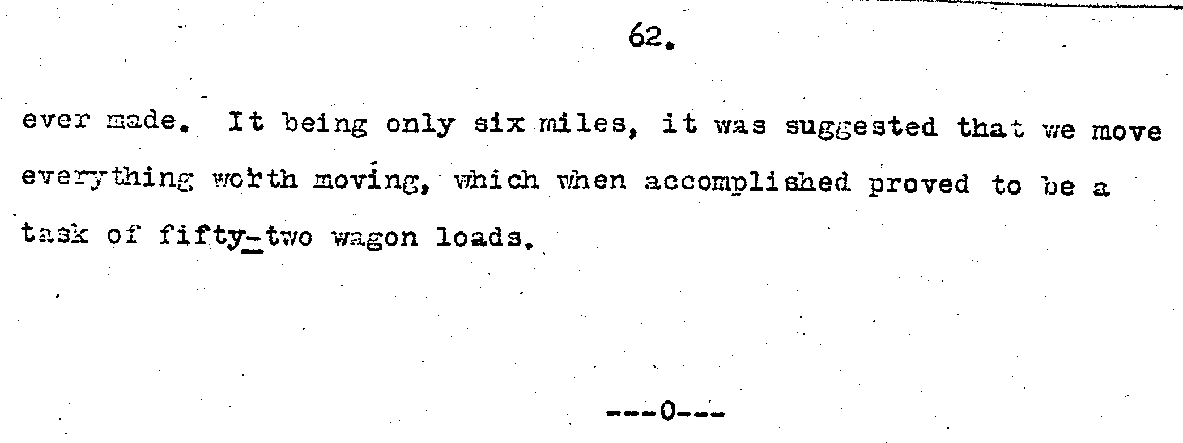 62.
ever made. It being only six miles, it was suggested that we move
everything worth moving, which when accomplished proved to be a
task of fifty-two wagon loads.
---0---